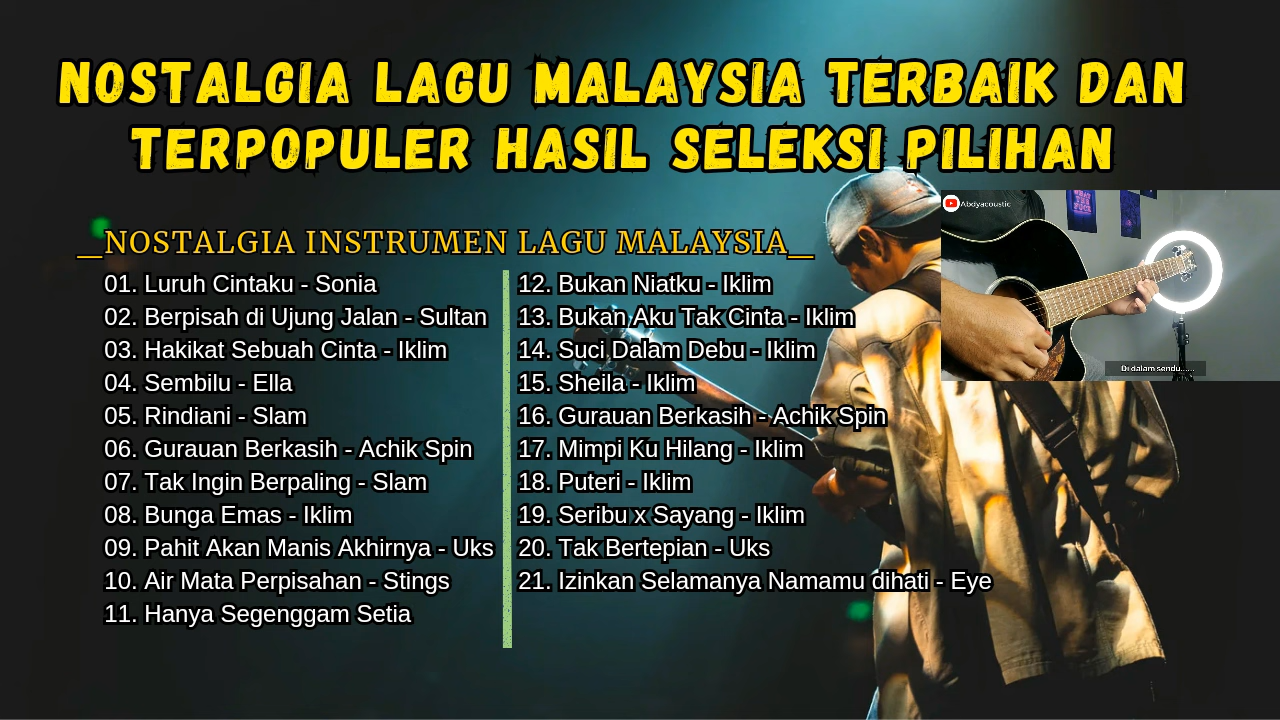 NOSTALGIA LAGU MALAYSIA TERBAIK DAN
TERPOPULER HASIL SELEKSI PILIHAN
_NOSTALGIA INSTRUMEN LAGU MALAYSIA_
01. Luruh Cintaku - Sonia
02. Berpisah di Ujung Jalan - Sultan
03. Hakikat Sebuah Cinta - Iklim
04. Sembilu - Ella
05. Rindiani - Slam
06. Gurauan Berkasih - Achik Spin
07. Tak Ingin Berpaling - Slam
08. Bunga Emas - Iklim
09. Pahit Akan Manis Akhirnya - Uks
10. Air Mata Perpisahan - Stings
11. Hanya Segenggam Setia
12. Bukan Niatku - Iklim
13. Bukan Aku Tak Cinta - Iklim
14. Suci Dalam Debu - Iklim
15. Sheila - Iklim
16. Gurauan Berkasih - Achik Spin
17. Mimpi Ku Hilang - Iklim
18. Puteri - Iklim
19. Seribu x Sayang - Iklim
20. Tak Bertepian - Uks
21. Izinkan Selamanya Namamu dihati - Eye
Abdyacoustic
Di dalam sendu......